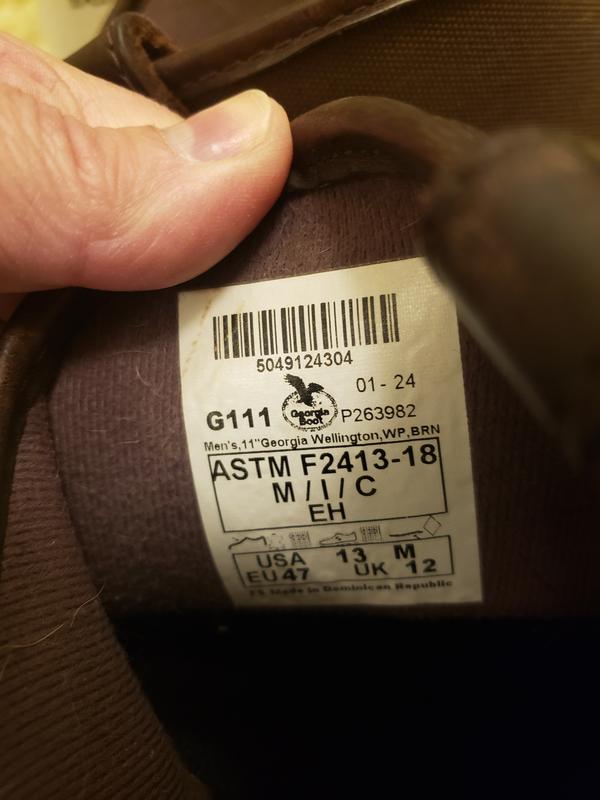 5049124304
01-24
G111 Georgia Boot P263982
Men's,11"Georgia Wellington,WP,BRN
ASTM F2413-18
M / I / C
EH
USA 13 M
EU 47 UK 12
Made in Dominican Republic